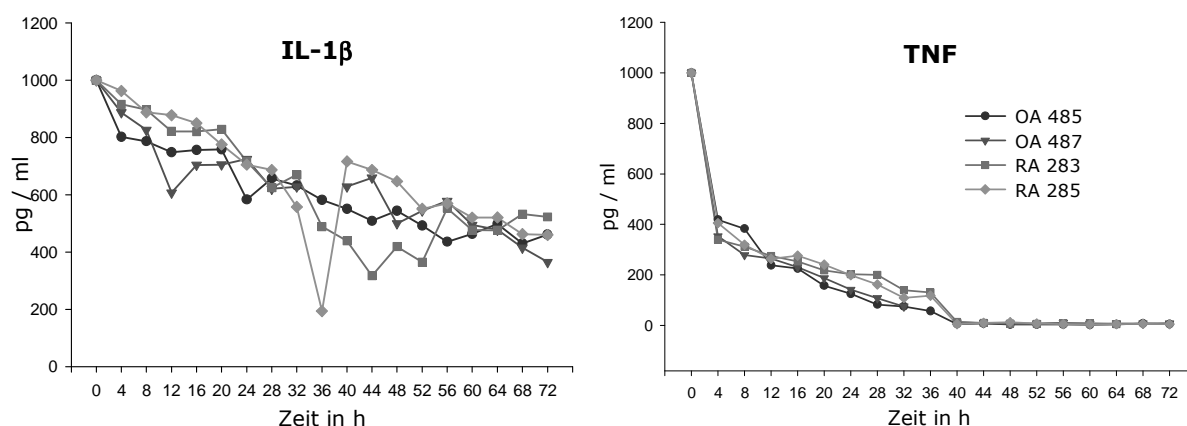 IL-1β
pg / ml
1200
1000
800
600
400
200
0
0 4 8 12 16 20 24 28 32 36 40 44 48 52 56 60 64 68 72
Zeit in h
TNF
pg / ml
1200
1000
800
600
400
200
0
OA 485
OA 487
RA 283
RA 285
0 4 8 12 16 20 24 28 32 36 40 44 48 52 56 60 64 68 72
Zeit in h